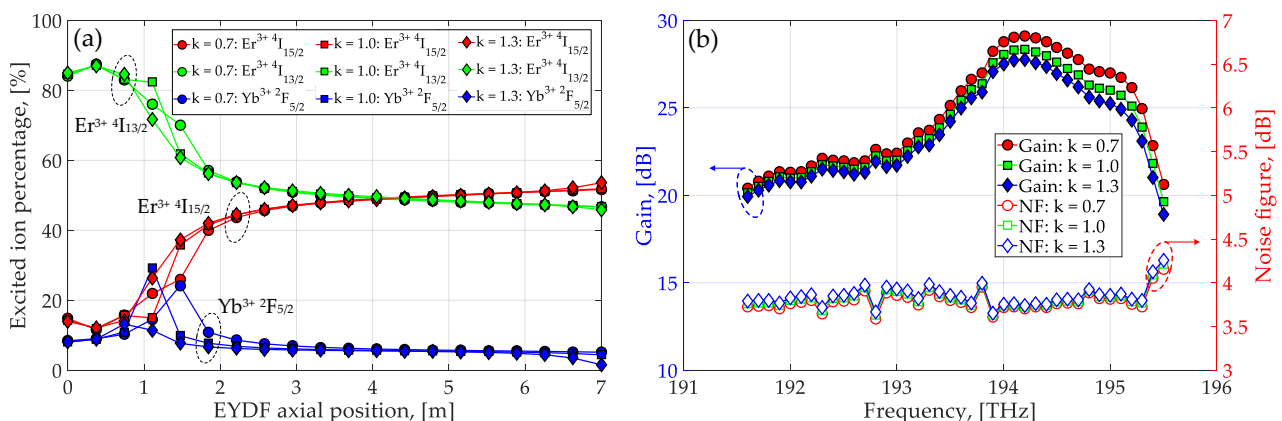 (a)
k = 0.7: Er3+ 4I15/2
k = 1.0: Er3+ 4I15/2
k = 1.3: Er3+ 4I15/2
k = 0.7: Er3+ 4I13/2
k = 1.0: Er3+ 4I13/2
k = 1.3: Er3+ 4I13/2
k = 0.7: Yb3+ 2F5/2
k = 1.0: Yb3+ 2F5/2
k = 1.3: Yb3+ 2F5/2
Er3+ 4I13/2
Er3+ 4I15/2
Yb3+ 2F5/2
Excited ion percentage, [%]
100
80
60
40
20
0
0
1
2
3
4
5
6
7
EYDF axial position, [m]
(b)
Gain: k = 0.7
Gain: k = 1.0
Gain: k = 1.3
NF: k = 0.7
NF: k = 1.0
NF: k = 1.3
Gain, [dB]
30
25
20
15
10
191
192
193
194
195
196
Frequency, [THz]
7
6.5
6
5.5
5
4.5
4
3.5
3
Noise figure, [dB]